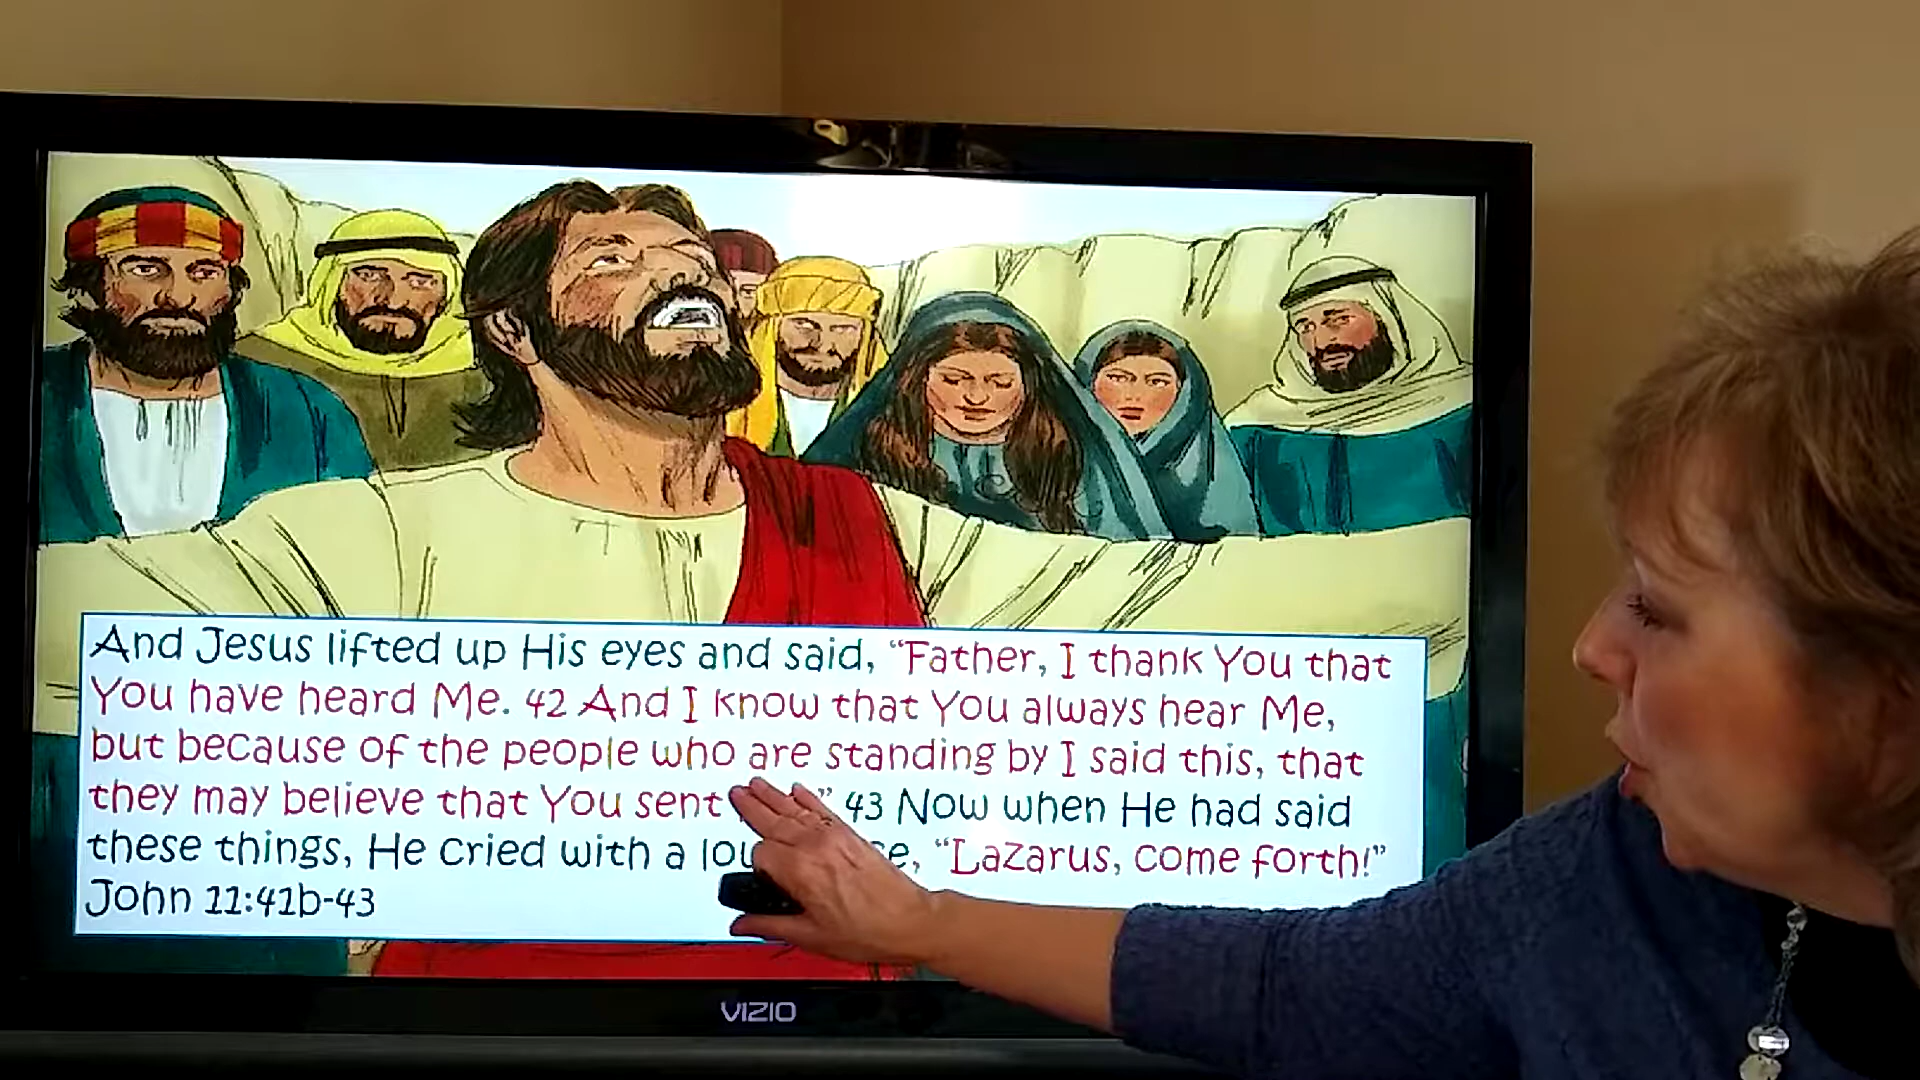 And Jesus lifted up His eyes and said, “Father, I thank You that
You have heard Me. 42 And I know that You always hear Me,
but because of the people who are standing by I said this, that
they may believe that You sent ” 43 Now when He had said
these things, He cried with a , “Lazarus, come forth!”
John 11:41b-43
VIZIO